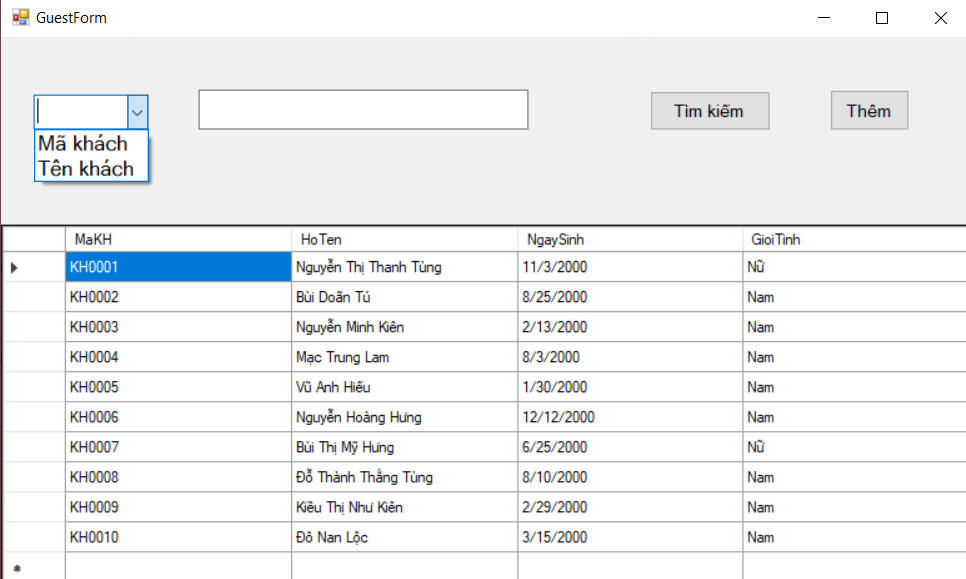 GuestForm
Tìm kiếm Thêm
Mã khách
Tên khách
MaKH HoTen NgaySinh GioiTinh
KH0001 Nguyễn Thị Thanh Tùng 11/3/2000 Nữ
KH0002 Bùi Doãn Tú 8/25/2000 Nam
KH0003 Nguyễn Minh Kiên 2/13/2000 Nam
KH0004 Mạc Trung Lam 8/3/2000 Nam
KH0005 Vũ Anh Hiếu 1/30/2000 Nam
KH0006 Nguyễn Hoàng Hưng 12/12/2000 Nam
KH0007 Bùi Thị Mỹ Hưng 6/25/2000 Nữ
KH0008 Đỗ Thành Thằng Tùng 8/10/2000 Nam
KH0009 Kiều Thị Như Kiên 2/29/2000 Nam
KH0010 Đô Nan Lộc 3/15/2000 Nam